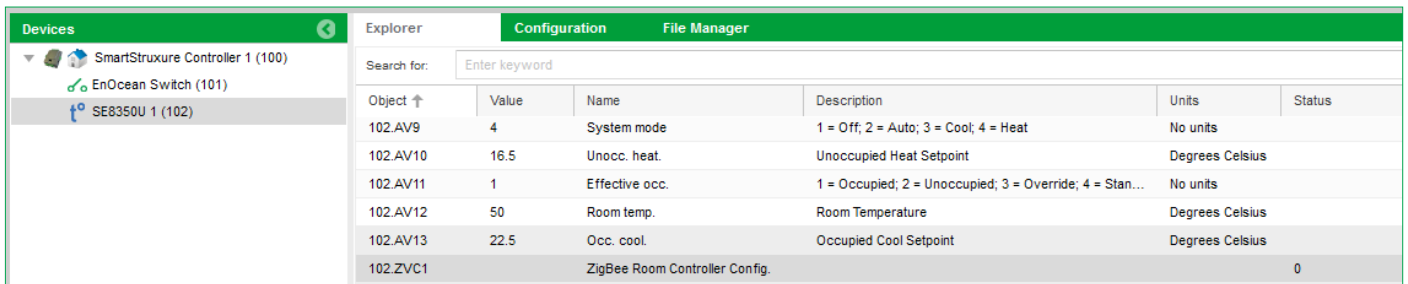 Devices
SmartStruxure Controller 1 (100)
EnOcean Switch (101)
t° SE8350U 1 (102)
Explorer Configuration File Manager
Search for: Enter keyword
Object Value Name Description Units Status
102.AV9 4 System mode 1 = Off; 2 = Auto; 3 = Cool; 4 = Heat No units
102.AV10 16.5 Unocc. heat. Unoccupied Heat Setpoint Degrees Celsius
102.AV11 1 Effective occ. 1 = Occupied; 2 = Unoccupied; 3 = Override; 4 = Stan... No units
102.AV12 50 Room temp. Room Temperature Degrees Celsius
102.AV13 22.5 Occ. cool. Occupied Cool Setpoint Degrees Celsius
102.ZVC1 ZigBee Room Controller Config. 0